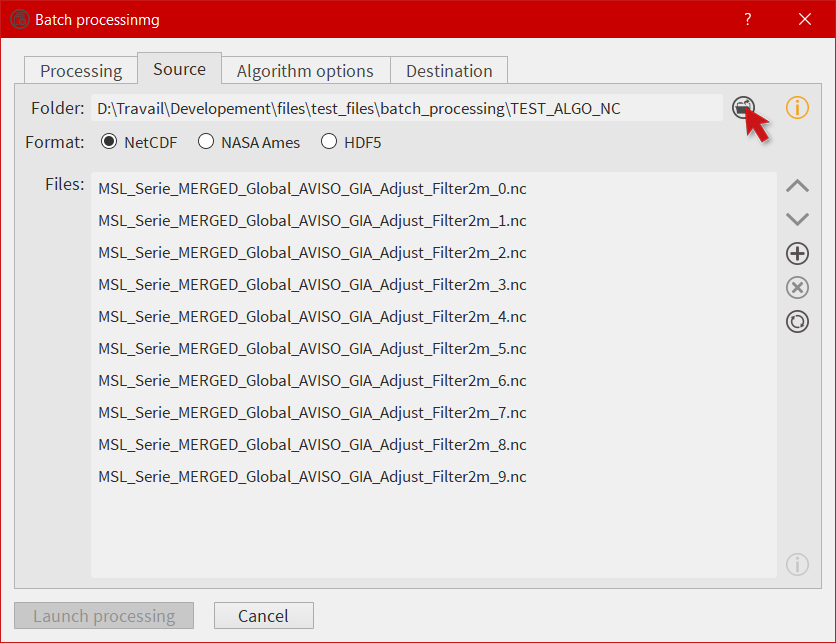 Batch processinmg ?
Processing Source Algorithm options Destination
Folder: D:\Travail\Developement\files\test_files\batch_processing\TEST_ALGO_NC
Format: NetCDF NASA Ames HDF5
Files: MSL_Serie_MERGED_Global_AVISO_GIA_Adjust_Filter2m_0.nc
MSL_Serie_MERGED_Global_AVISO_GIA_Adjust_Filter2m_1.nc
MSL_Serie_MERGED_Global_AVISO_GIA_Adjust_Filter2m_2.nc
MSL_Serie_MERGED_Global_AVISO_GIA_Adjust_Filter2m_3.nc
MSL_Serie_MERGED_Global_AVISO_GIA_Adjust_Filter2m_4.nc
MSL_Serie_MERGED_Global_AVISO_GIA_Adjust_Filter2m_5.nc
MSL_Serie_MERGED_Global_AVISO_GIA_Adjust_Filter2m_6.nc
MSL_Serie_MERGED_Global_AVISO_GIA_Adjust_Filter2m_7.nc
MSL_Serie_MERGED_Global_AVISO_GIA_Adjust_Filter2m_8.nc
MSL_Serie_MERGED_Global_AVISO_GIA_Adjust_Filter2m_9.nc
Launch processing Cancel